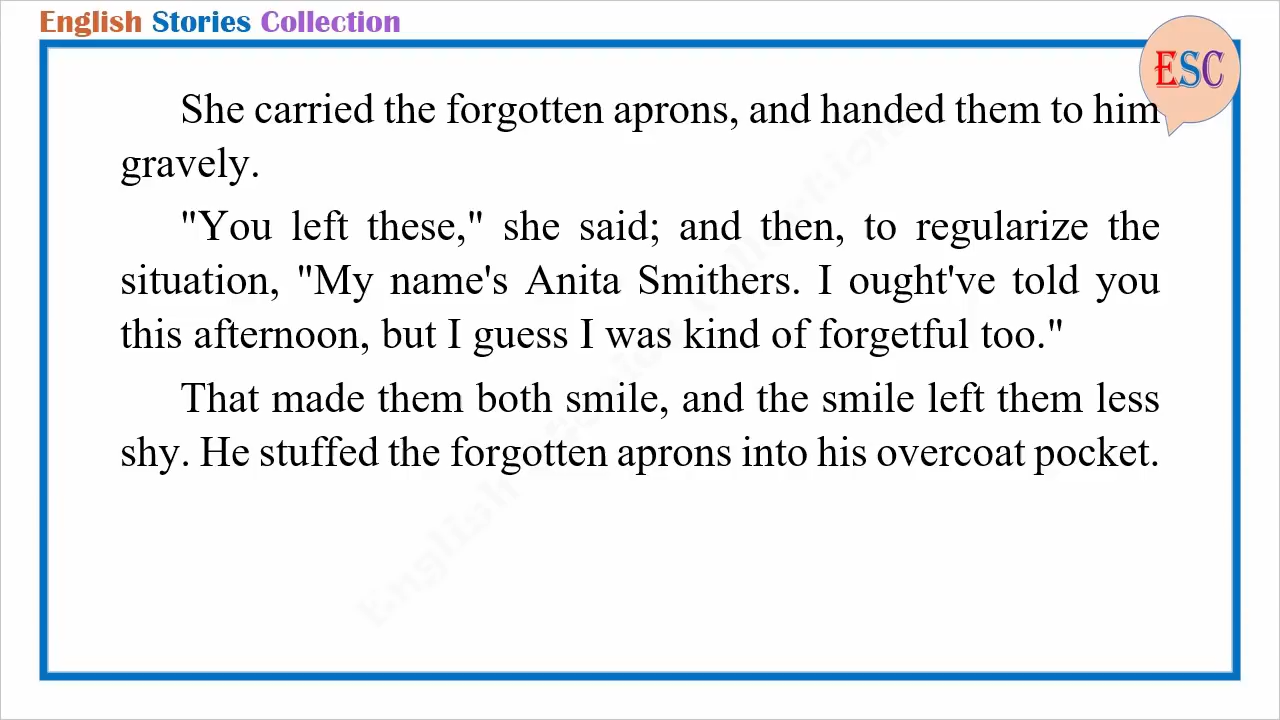 English Stories Collection
ESC
She carried the forgotten aprons, and handed them to him
gravely.
"You left these," she said; and then, to regularize the
situation, "My name's Anita Smithers. I ought've told you
this afternoon, but I guess I was kind of forgetful too."
That made them both smile, and the smile left them less
shy. He stuffed the forgotten aprons into his overcoat pocket.